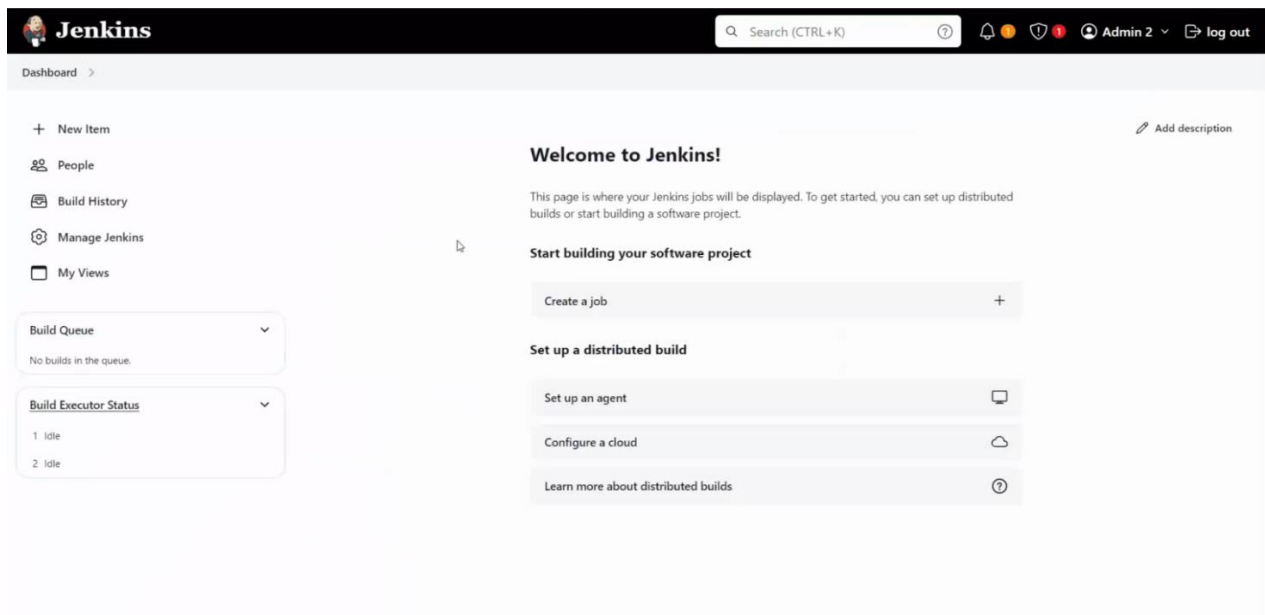 Jenkins
Search (CTRL+K)
1
1
Admin 2
log out
Dashboard
New Item
People
Build History
Manage Jenkins
My Views
Build Queue
No builds in the queue.
Build Executor Status
1 Idle
2 Idle
Add description
Welcome to Jenkins!
This page is where your Jenkins jobs will be displayed. To get started, you can set up distributed
builds or start building a software project.
Start building your software project
Create a job
Set up a distributed build
Set up an agent
Configure a cloud
Learn more about distributed builds